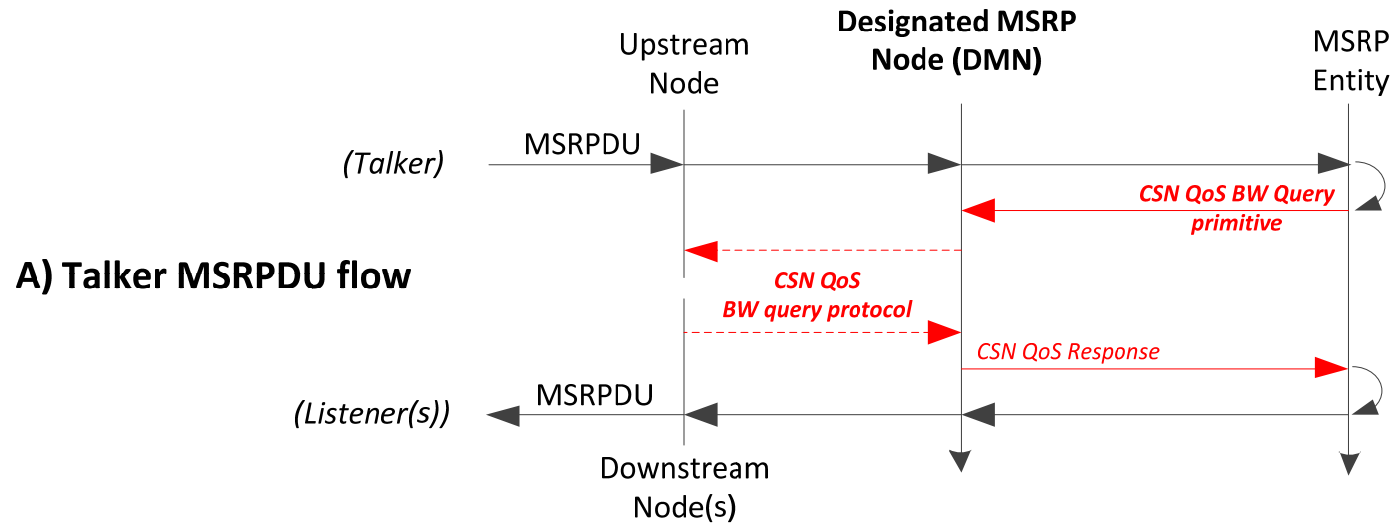 Upstream
Node
Designated MSRP
Node (DMN)
MSRP
Entity
(Talker)
MSRPDU
CSN QoS BW Query
primitive
A) Talker MSRPDU flow
CSN QoS
BW query protocol
CSN QoS Response
(Listener(s))
MSRPDU
Downstream
Node(s)